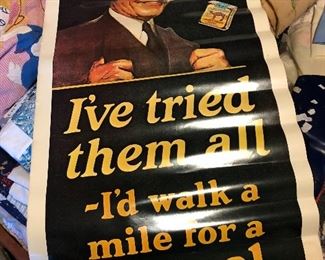 I've tried
them all
-I'd walk a
mile for a